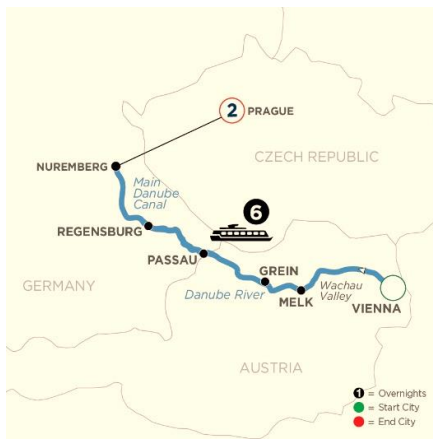 2 PRAGUE
CZECH REPUBLIC
NUREMBERG
Main
Danube
Canal
6
REGENSBURG
PASSAU
GREIN
GERMANY
Danube River
MELK
Wachau
Valley
VIENNA
AUSTRIA
1 = Overnights
= Start City
= End City